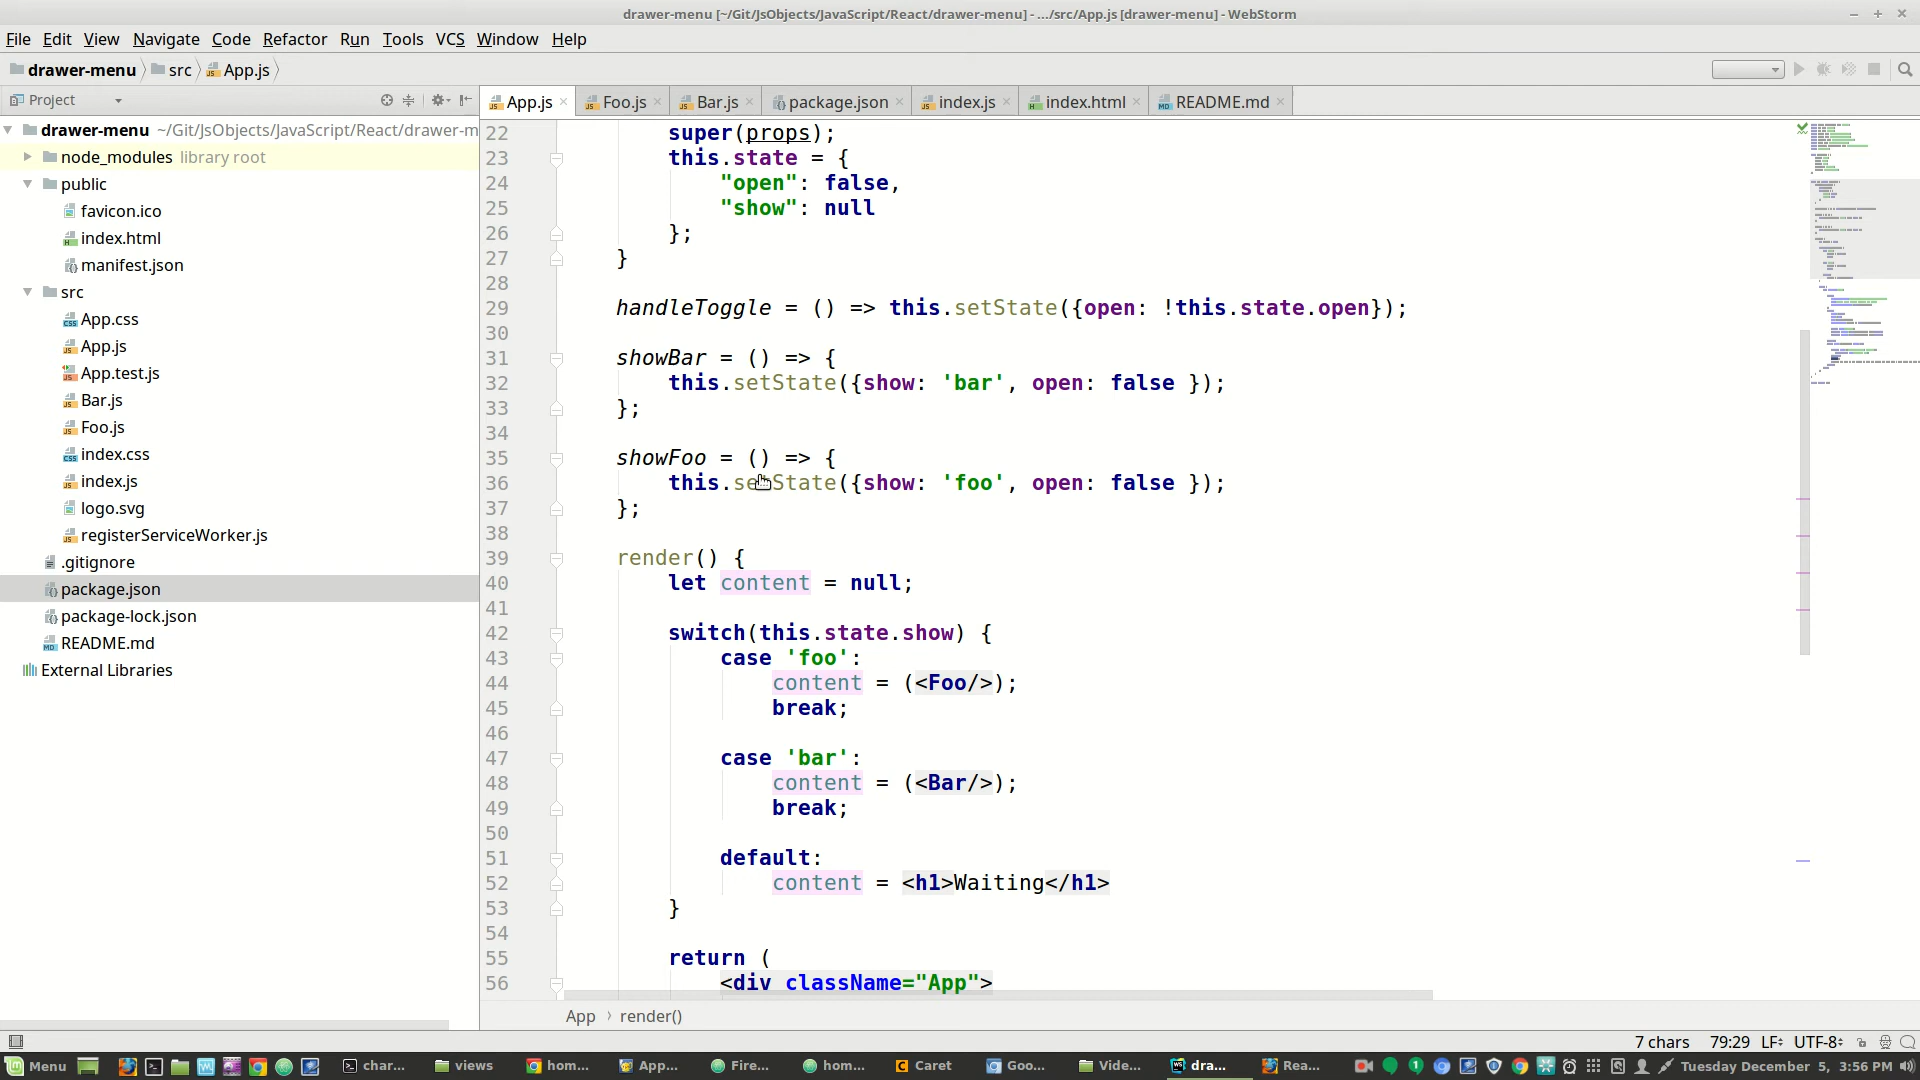 drawer-menu [~/Git/JsObjects/JavaScript/React/drawer-menu] - .../src/App.js [drawer-menu] - WebStorm
File Edit View Navigate Code Refactor Run Tools VCS Window Help
drawer-menu src App.js
Project
App.js Foo.js Bar.js package.json index.js index.html README.md
drawer-menu ~/Git/JsObjects/JavaScript/React/drawer-m
node_modules library root
public
favicon.ico
index.html
manifest.json
src
App.css
App.js
App.test.js
Bar.js
Foo.js
index.css
index.js
logo.svg
registerServiceWorker.js
.gitignore
package.json
package-lock.json
README.md
External Libraries
22 super(props);
23 this.state = {
24 "open": false,
25 "show": null
26 };
27 }
28
29 handleToggle = () => this.setState({open: !this.state.open});
30
31 showBar = () => {
32 this.setState({show: 'bar', open: false });
33 };
34
35 showFoo = () => {
36 this.setState({show: 'foo', open: false });
37 };
38
39 render() {
40 let content = null;
41
42 switch(this.state.show) {
43 case 'foo':
44 content = (<Foo/>);
45 break;
46
47 case 'bar':
48 content = (<Bar/>);
49 break;
50
51 default:
52 content = <h1>Waiting</h1>
53 }
54
55 return (
56 <div className="App">
App › render()
7 chars 79:29 LF÷ UTF-8÷
Menu char... views hom... App... Fire... hom... Caret Goo... Vide... dra... Rea... Tuesday December 5, 3:56 PM